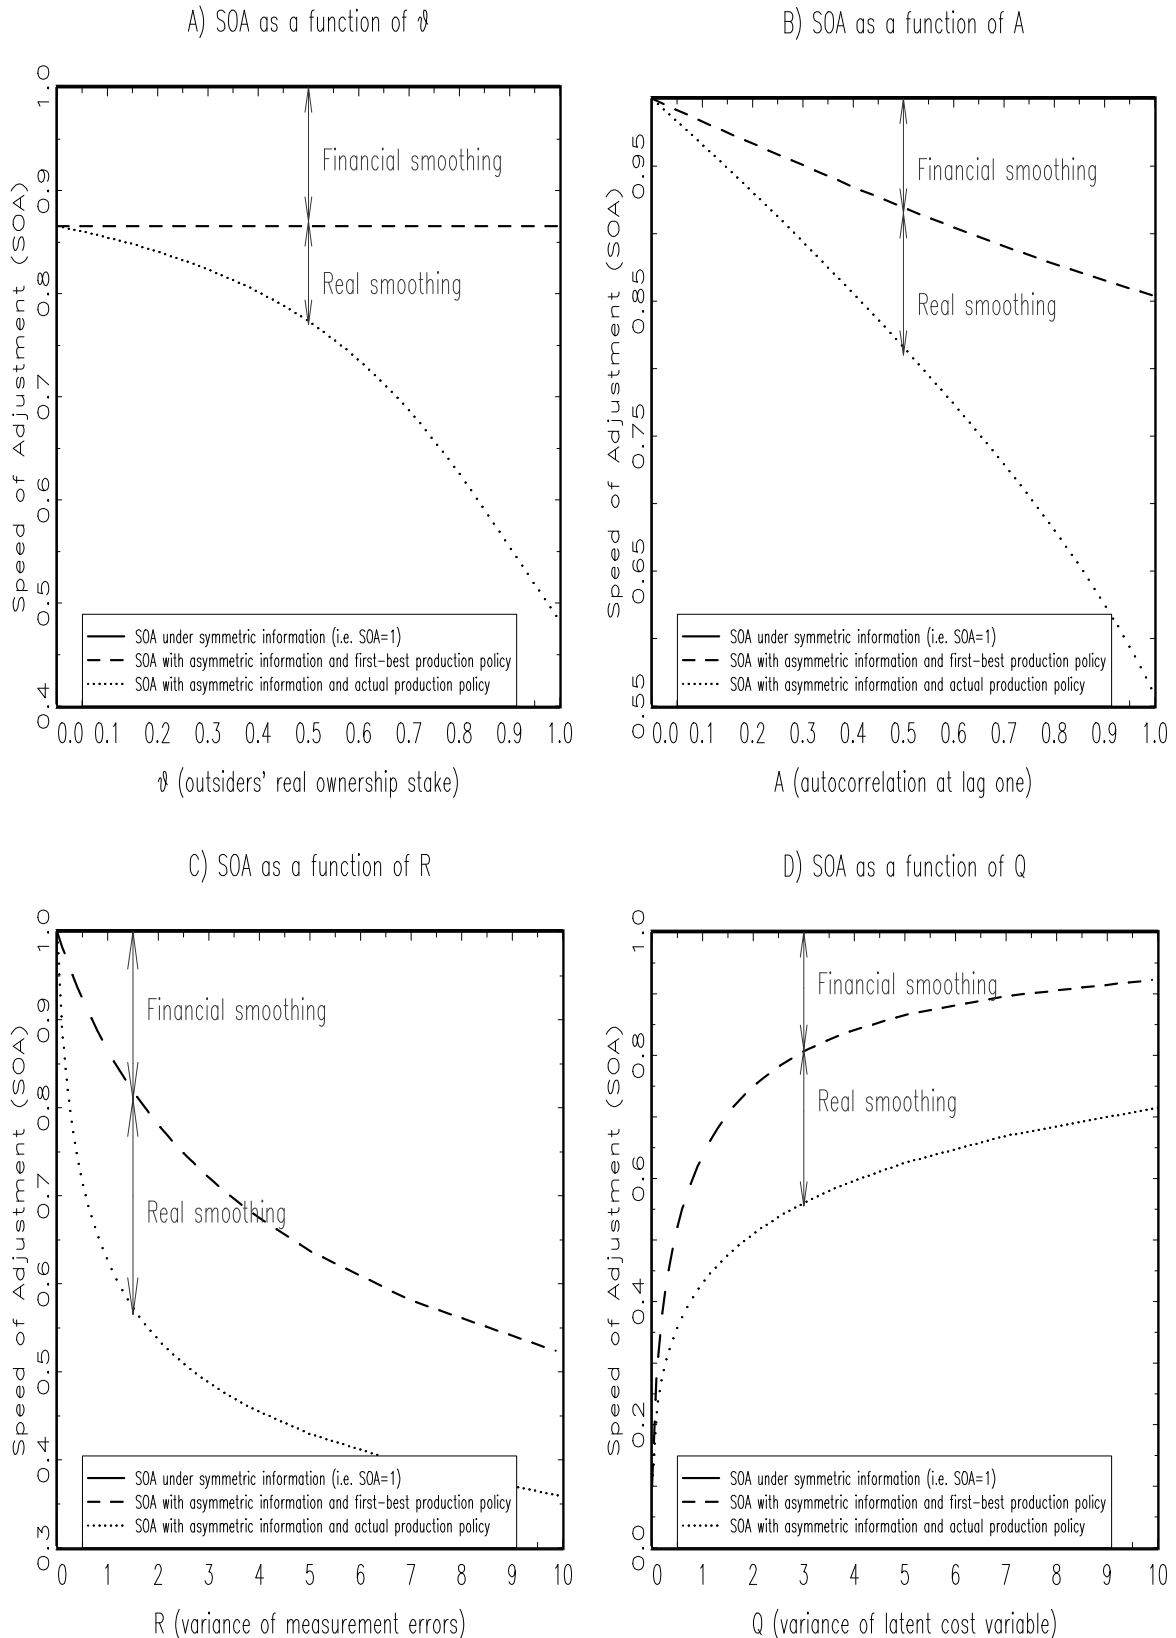 A) SOA as a function of ϑ
Speed of Adjustment (SOA)
1.0
0.9
0.8
0.7
0.6
0.5
0.4
Financial smoothing
Real smoothing
SOA under symmetric information (i.e. SOA=1)
SOA with asymmetric information and first-best production policy
SOA with asymmetric information and actual production policy
0.0 0.1 0.2 0.3 0.4 0.5 0.6 0.7 0.8 0.9 1.0
ϑ (outsiders' real ownership stake)
B) SOA as a function of A
Speed of Adjustment (SOA)
0.95
0.85
0.75
0.65
0.55
Financial smoothing
Real smoothing
SOA under symmetric information (i.e. SOA=1)
SOA with asymmetric information and first-best production policy
SOA with asymmetric information and actual production policy
0.0 0.1 0.2 0.3 0.4 0.5 0.6 0.7 0.8 0.9 1.0
A (autocorrelation at lag one)
C) SOA as a function of R
Speed of Adjustment (SOA)
1.0
0.9
0.8
0.7
0.6
0.5
0.4
0.3
Financial smoothing
Real smoothing
SOA under symmetric information (i.e. SOA=1)
SOA with asymmetric information and first-best production policy
SOA with asymmetric information and actual production policy
0 1 2 3 4 5 6 7 8 9 10
R (variance of measurement errors)
D) SOA as a function of Q
Speed of Adjustment (SOA)
1.0
0.8
0.6
0.4
0.2
0.0
Financial smoothing
Real smoothing
SOA under symmetric information (i.e. SOA=1)
SOA with asymmetric information and first-best production policy
SOA with asymmetric information and actual production policy
0 1 2 3 4 5 6 7 8 9 10
Q (variance of latent cost variable)